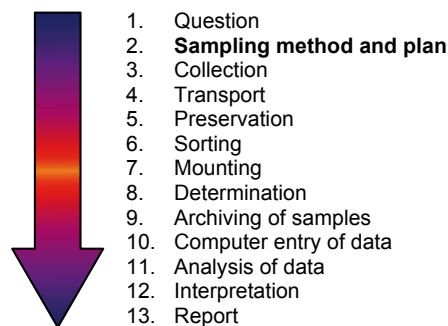 1. Question
2. Sampling method and plan
3. Collection
4. Transport
5. Preservation
6. Sorting
7. Mounting
8. Determination
9. Archiving of samples
10. Computer entry of data
11. Analysis of data
12. Interpretation
13. Report